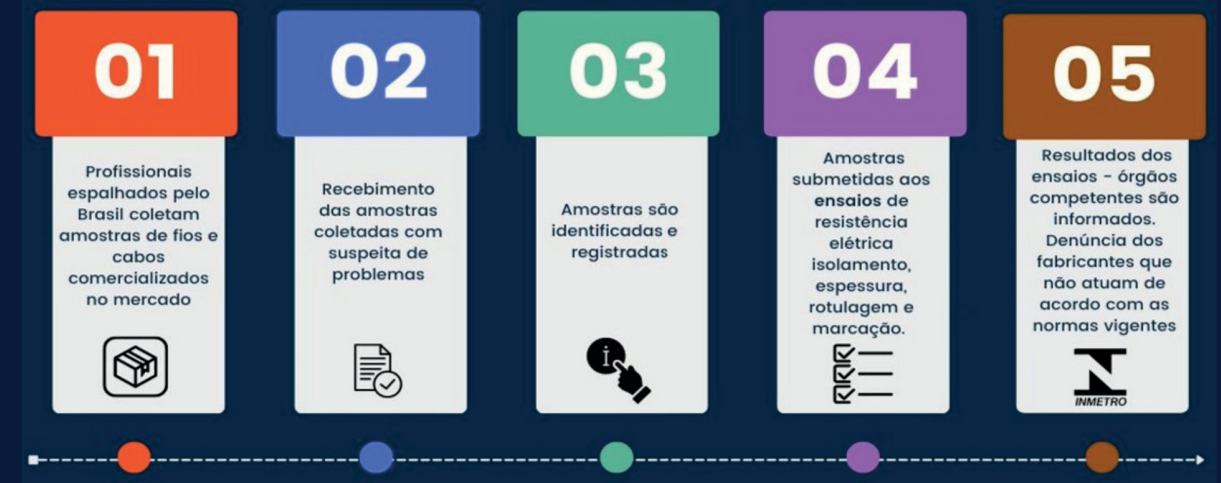 01
Profissionais
espalhados pelo
Brasil coletam
amostras de fios e
cabos
comercializados
no mercado
02
Recebimento
das amostras
coletadas com
suspeita de
problemas
03
Amostras são
identificadas e
registradas
i
04
Amostras
submetidas aos
ensaios de
resistência
elétrica
isolamento,
espessura,
rotulagem e
marcação.
05
Resultados dos
ensaios - órgãos
competentes são
informados.
Denúncia dos
fabricantes que
não atuam de
acordo com as
normas vigentes
INMETRO